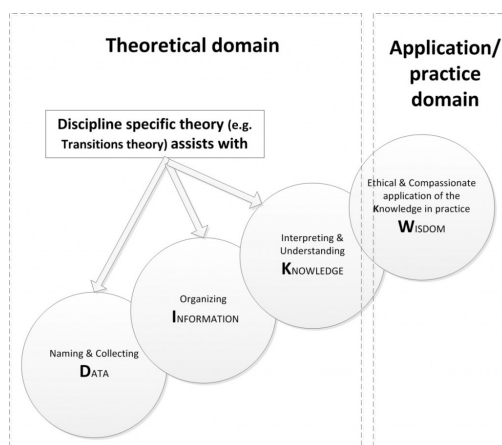 Theoretical domain
Application/
practice
domain
Discipline specific theory (e.g.
Transitions theory) assists with
Ethical & Compassionate
application of the
Knowledge in practice
WISDOM
Interpreting &
Understanding
KNOWLEDGE
Organizing
INFORMATION
Naming & Collecting
DATA